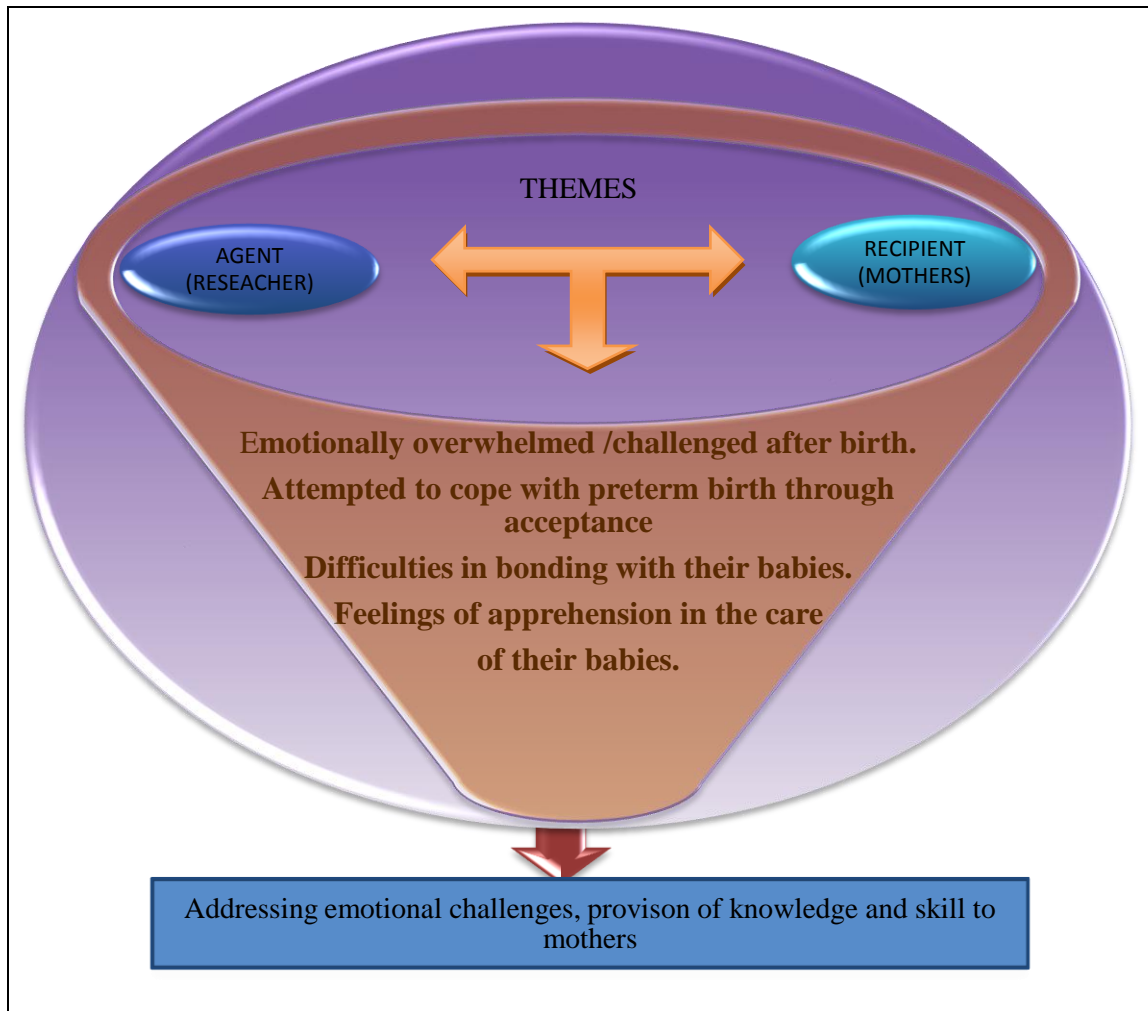 THEMES
AGENT
(RESEACHER)
RECIPIENT
(MOTHERS)
Emotionally overwhelmed /challenged after birth.
Attempted to cope with preterm birth through
acceptance
Difficulties in bonding with their babies.
Feelings of apprehension in the care
of their babies.
Addressing emotional challenges, provison of knowledge and skill to
mothers